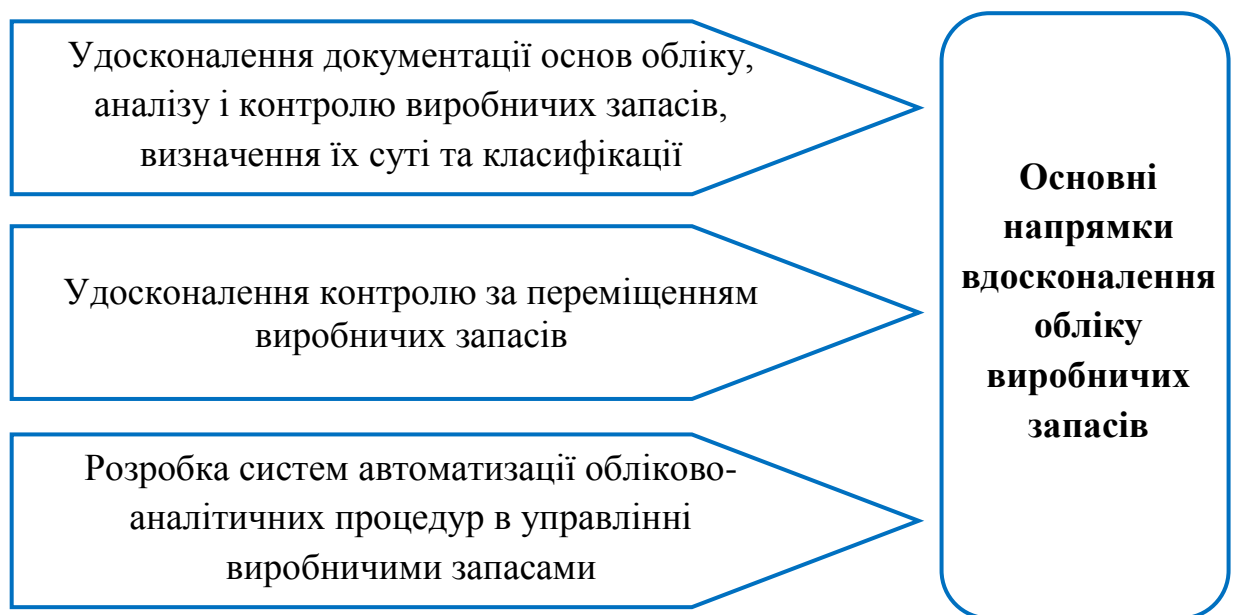 Удосконалення документації основ обліку,
аналізу і контролю виробничих запасів,
визначення їх суті та класифікації
Удосконалення контролю за переміщенням
виробничих запасів
Розробка систем автоматизації обліково-
аналітичних процедур в управлінні
виробничими запасами
Основні
напрямки
вдосконалення
обліку
виробничих
запасів